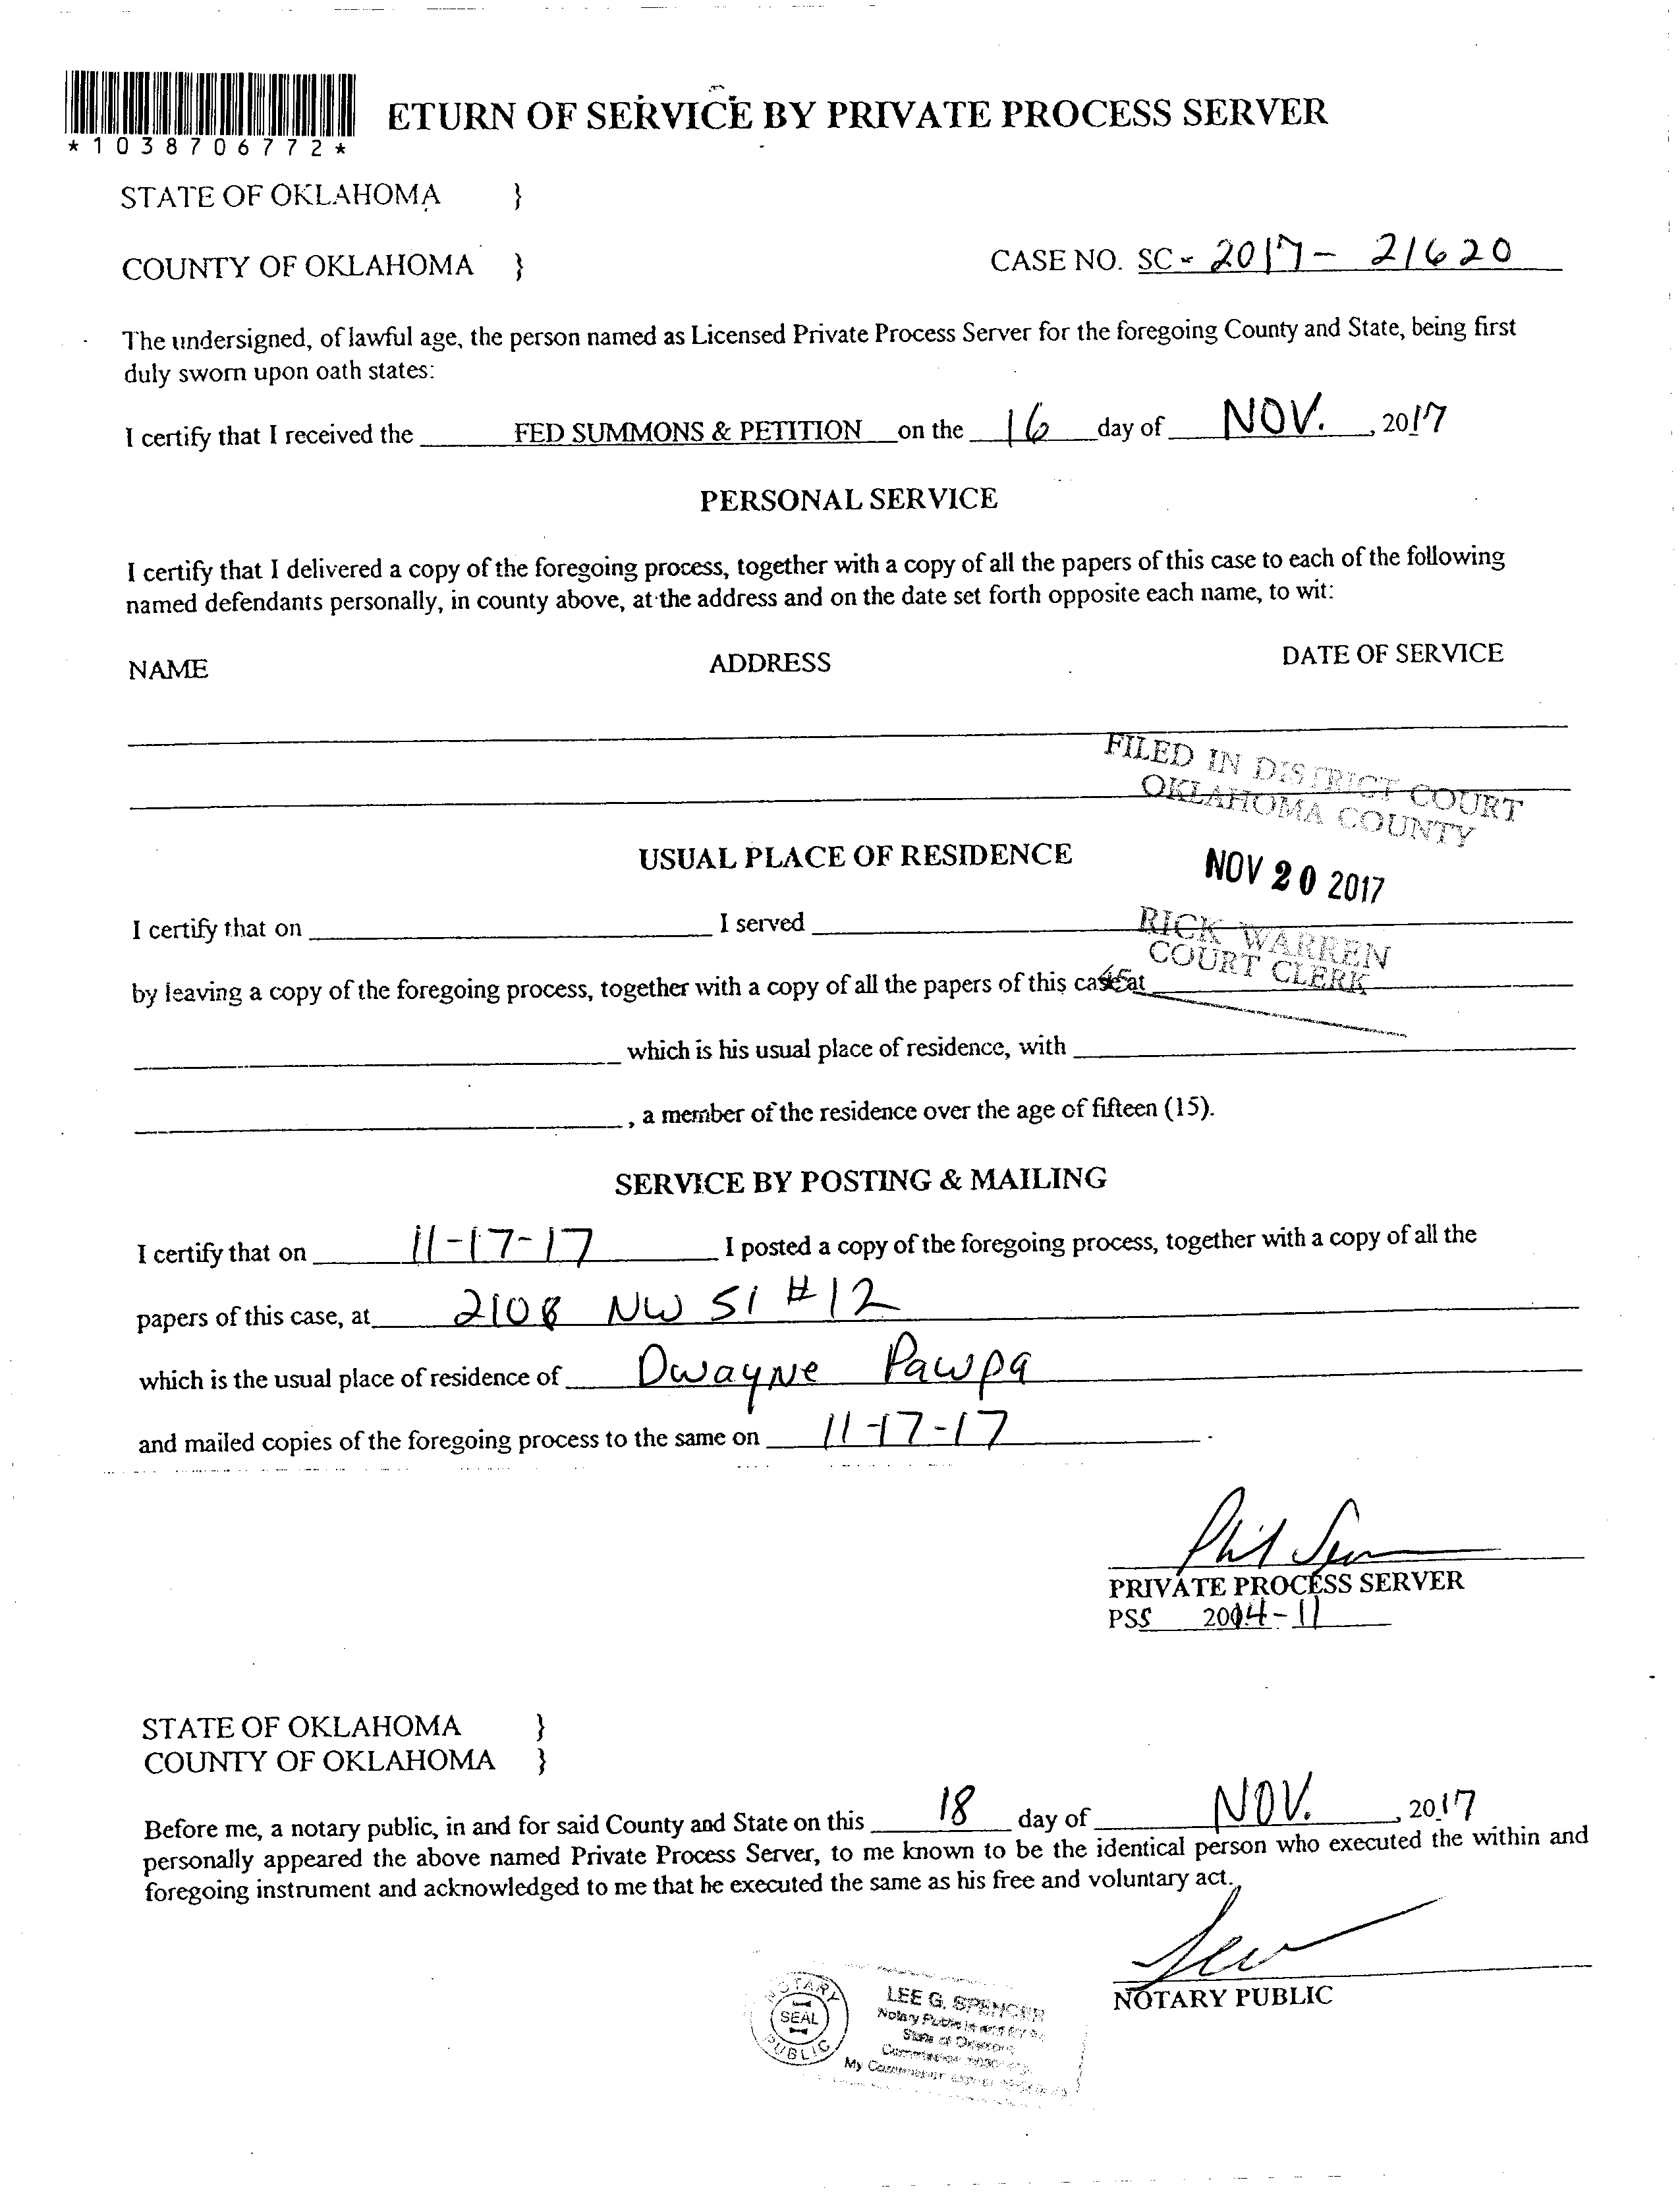 ETURN OF SERVICE BY PRIVATE PROCESS SERVER
*1038706772*
STATE OF OKLAHOMA }
COUNTY OF OKLAHOMA } CASE NO. SC - 2017 - 21620
The undersigned, of lawful age, the person named as Licensed Private Process Server for the foregoing County and State, being first
duly sworn upon oath states:
I certify that I received the FED SUMMONS & PETITION on the 16 day of NOV. , 2017
PERSONAL SERVICE
I certify that I delivered a copy of the foregoing process, together with a copy of all the papers of this case to each of the following
named defendants personally, in county above, at the address and on the date set forth opposite each name, to wit:
NAME ADDRESS DATE OF SERVICE
FILED IN DISTRICT COURT
OKLAHOMA COUNTY
USUAL PLACE OF RESIDENCE
NOV 20 2017
I certify that on I served
RICK WARREN
COURT CLERK
by leaving a copy of the foregoing process, together with a copy of all the papers of this case at
which is his usual place of residence, with
, a member of the residence over the age of fifteen (15).
SERVICE BY POSTING & MAILING
I certify that on 11-17-17 I posted a copy of the foregoing process, together with a copy of all the
papers of this case, at 2108 NW 51 #12
which is the usual place of residence of Dwayne Pawpa
and mailed copies of the foregoing process to the same on 11-17-17 .
PRIVATE PROCESS SERVER
PSS 2014-11
STATE OF OKLAHOMA }
COUNTY OF OKLAHOMA }
Before me, a notary public, in and for said County and State on this 18 day of NOV. , 2017
personally appeared the above named Private Process Server, to me known to be the identical person who executed the within and
foregoing instrument and acknowledged to me that he executed the same as his free and voluntary act.
NOTARY PUBLIC
NOTARY PUBLIC
SEAL
LEE G. SPENCER
Notary Public in and for
State of
My